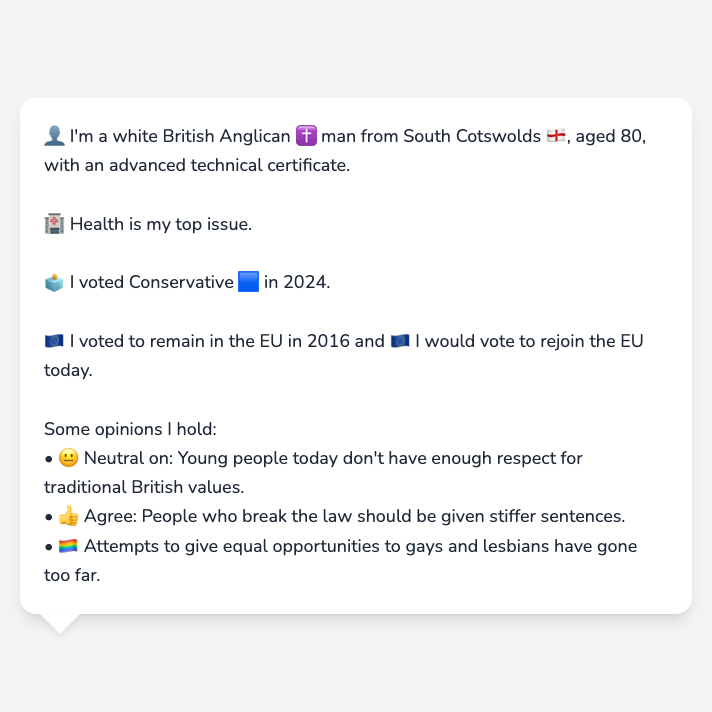 👤 I'm a white British Anglican ✝️ man from South Cotswolds 🏴󠁧󠁢󠁥󠁮󠁧󠁿, aged 80,
with an advanced technical certificate.
🏥 Health is my top issue.
🗳️ I voted Conservative 🟦 in 2024.
🇪🇺 I voted to remain in the EU in 2016 and 🇪🇺 I would vote to rejoin the EU
today.
Some opinions I hold:
• 😐 Neutral on: Young people today don't have enough respect for
traditional British values.
• 👍 Agree: People who break the law should be given stiffer sentences.
• 🏳️‍🌈 Attempts to give equal opportunities to gays and lesbians have gone
too far.